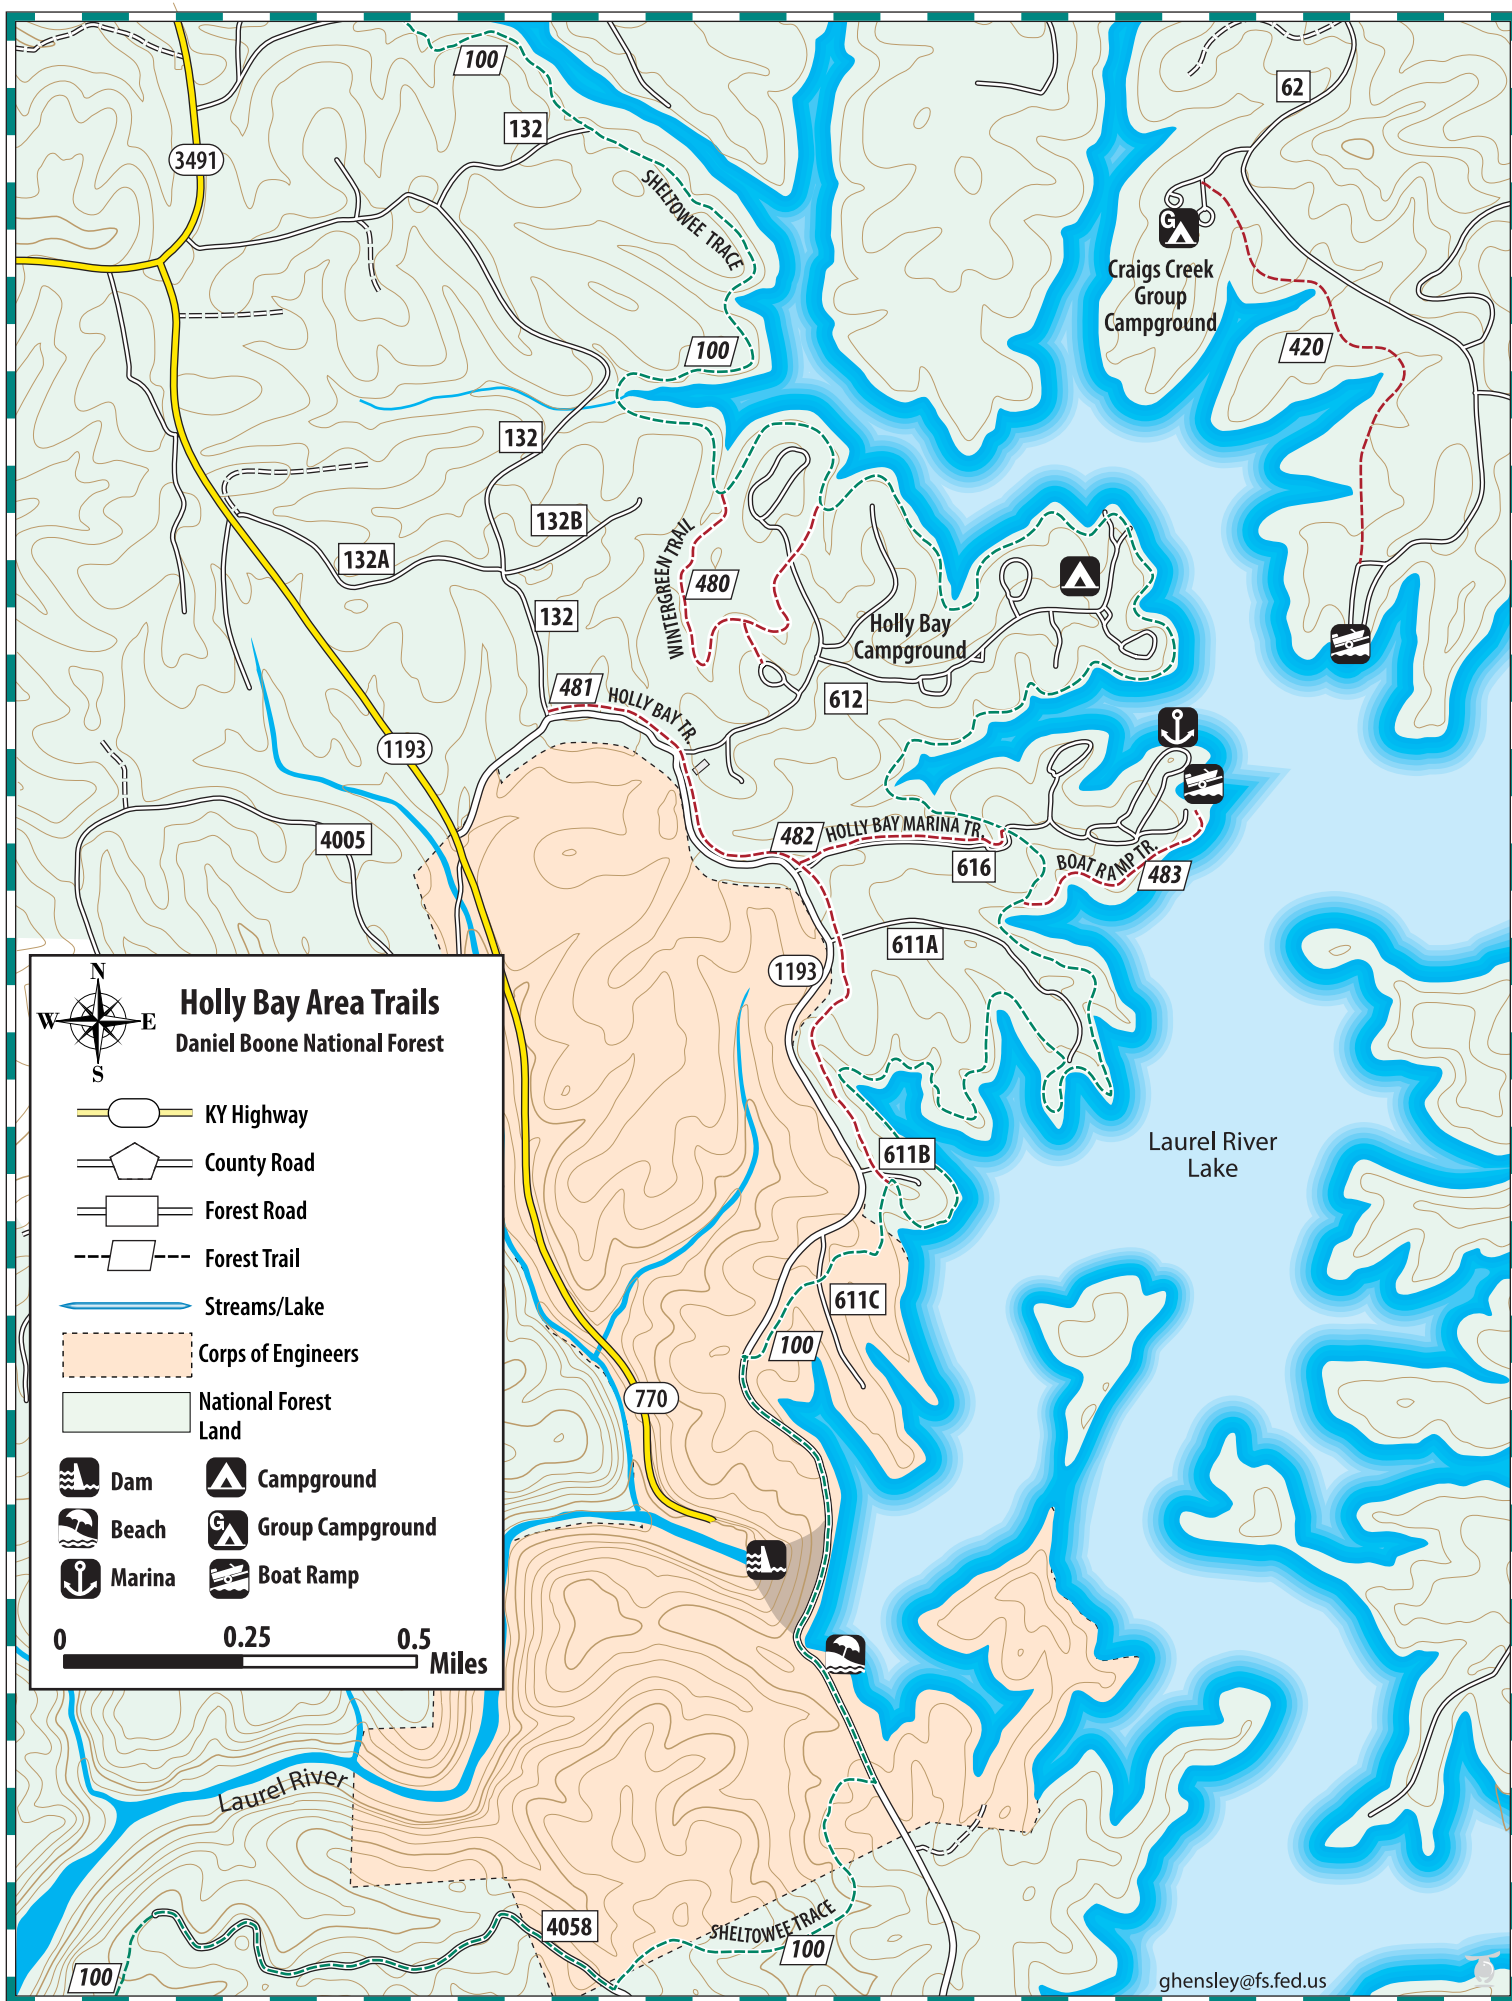 100
62
132
3491
SHELTOWEE TRACE
Craigs Creek
Group
Campground
100
420
132
132B
132A
WINTERGREEN TRAIL
480
132
Holly Bay
Campground
481
HOLLY BAY TR.
612
1193
4005
482
HOLLY BAY MARINA TR.
616
BOAT RAMP TR.
483
611A
1193
N
W
E
S
Holly Bay Area Trails
Daniel Boone National Forest
KY Highway
County Road
Forest Road
Forest Trail
Streams/Lake
Corps of Engineers
National Forest
Land
Dam
Campground
Beach
G
Group Campground
Marina
Boat Ramp
0
0.25
0.5
Miles
Laurel River
Lake
611B
611C
100
770
G
Laurel River
SHELTOWEE TRACE
100
4058
100
ghensley@fs.fed.us